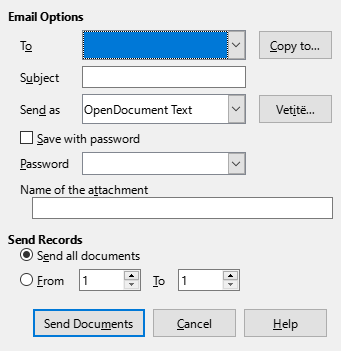 Email Options
To
Copy to...
Subject
Send as OpenDocument Text Vetitë...
Save with password
Password
Name of the attachment
Send Records
Send all documents
From 1 To 1
Send Documents Cancel Help